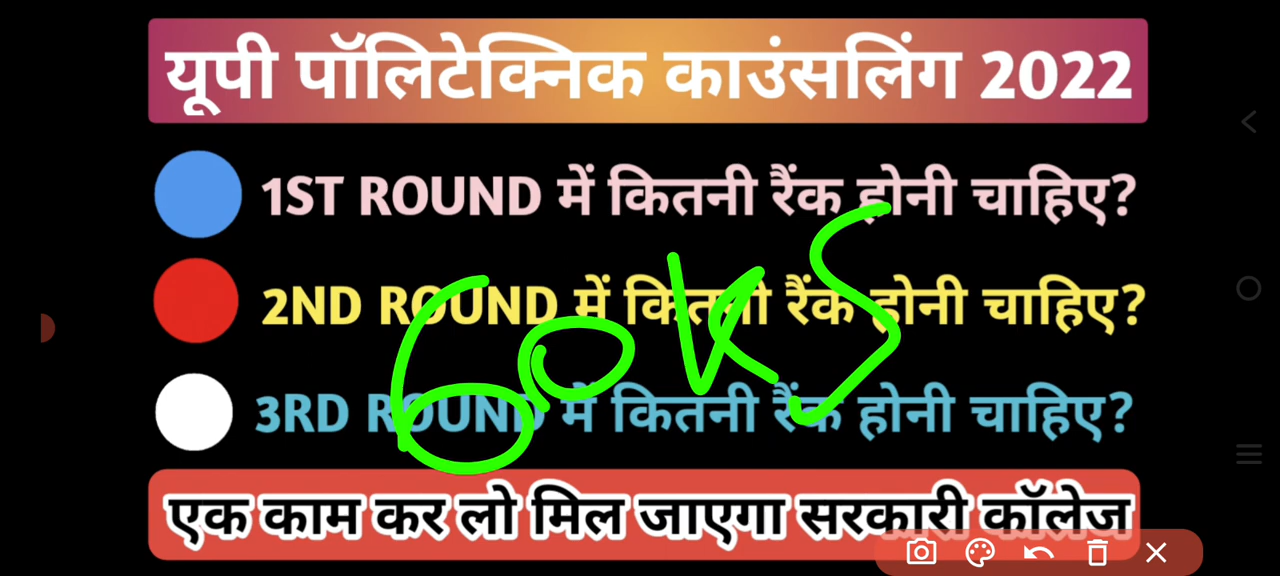 यूपी पॉलिटेक्निक काउंसलिंग 2022
1ST ROUND में कितनी रैंक होनी चाहिए?
2ND ROUND में कितनी रैंक होनी चाहिए?
3RD ROUND में कितनी रैंक होनी चाहिए?
60KS
एक काम कर लो मिल जाएगा सरकारी कॉलेज